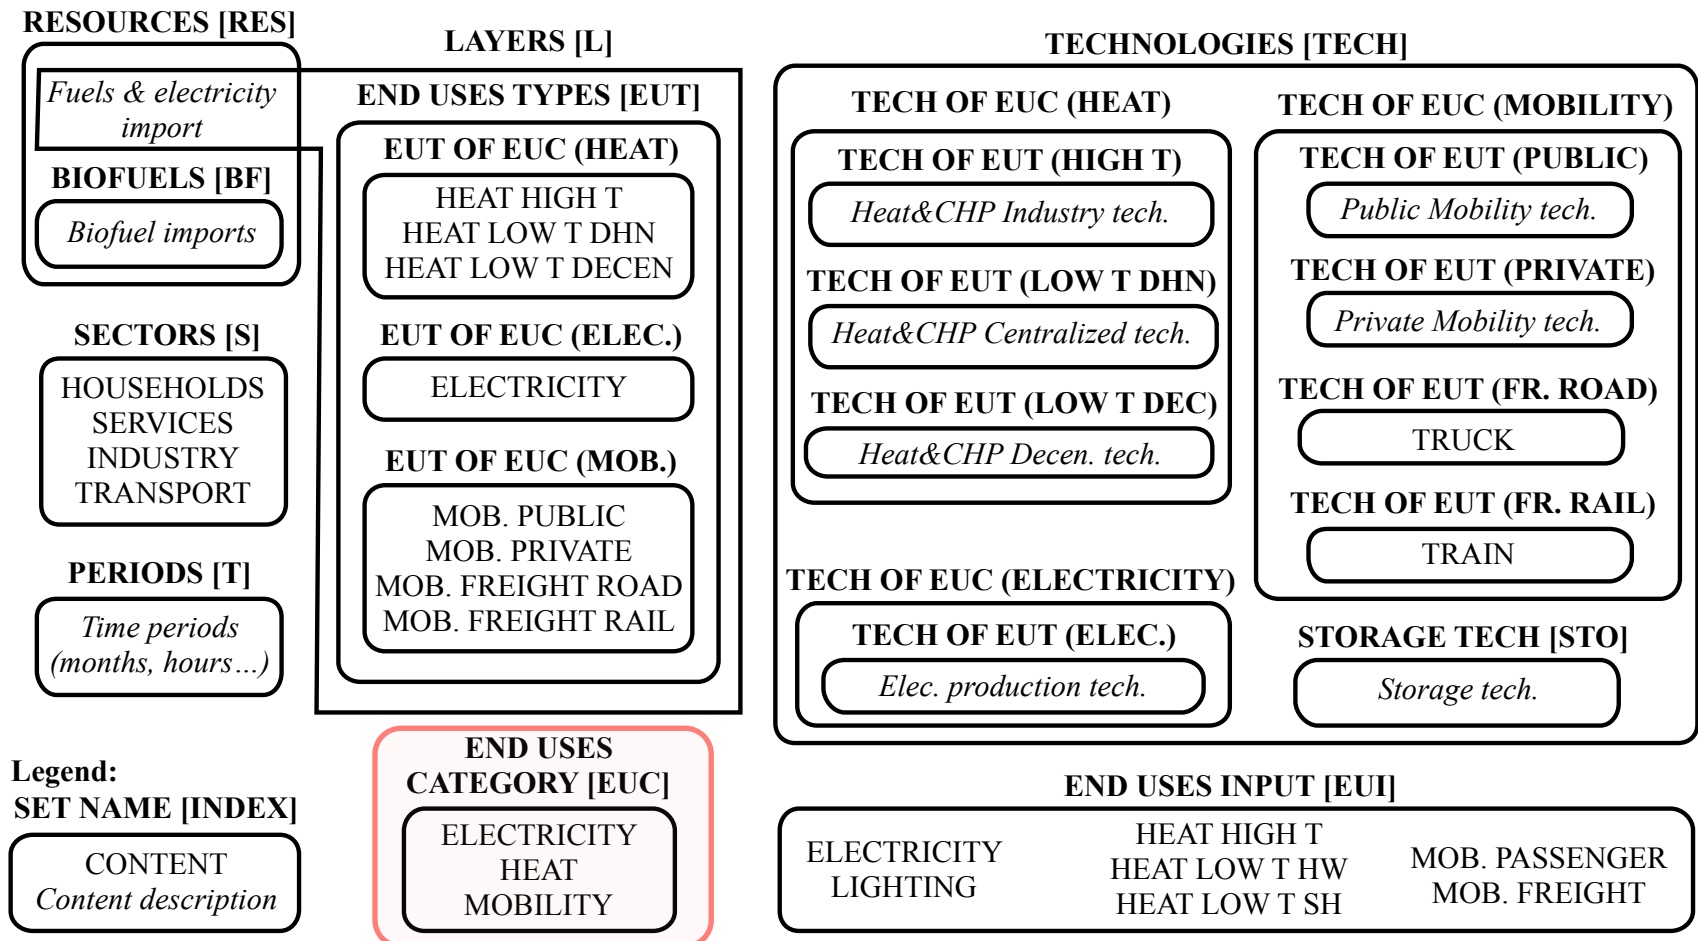 RESOURCES [RES]
Fuels & electricity
import
BIOFUELS [BF]
Biofuel imports
SECTORS [S]
HOUSEHOLDS
SERVICES
INDUSTRY
TRANSPORT
PERIODS [T]
Time periods
(months, hours…)
Legend:
SET NAME [INDEX]
CONTENT
Content description
LAYERS [L]
END USES TYPES [EUT]
EUT OF EUC (HEAT)
HEAT HIGH T
HEAT LOW T DHN
HEAT LOW T DECEN
EUT OF EUC (ELEC.)
ELECTRICITY
EUT OF EUC (MOB.)
MOB. PUBLIC
MOB. PRIVATE
MOB. FREIGHT ROAD
MOB. FREIGHT RAIL
END USES
CATEGORY [EUC]
ELECTRICITY
HEAT
MOBILITY
TECHNOLOGIES [TECH]
TECH OF EUC (HEAT)
TECH OF EUT (HIGH T)
Heat&CHP Industry tech.
TECH OF EUT (LOW T DHN)
Heat&CHP Centralized tech.
TECH OF EUT (LOW T DEC)
Heat&CHP Decen. tech.
TECH OF EUC (ELECTRICITY)
TECH OF EUT (ELEC.)
Elec. production tech.
TECH OF EUC (MOBILITY)
TECH OF EUT (PUBLIC)
Public Mobility tech.
TECH OF EUT (PRIVATE)
Private Mobility tech.
TECH OF EUT (FR. ROAD)
TRUCK
TECH OF EUT (FR. RAIL)
TRAIN
STORAGE TECH [STO]
Storage tech.
END USES INPUT [EUI]
ELECTRICITY
LIGHTING
HEAT HIGH T
HEAT LOW T HW
HEAT LOW T SH
MOB. PASSENGER
MOB. FREIGHT